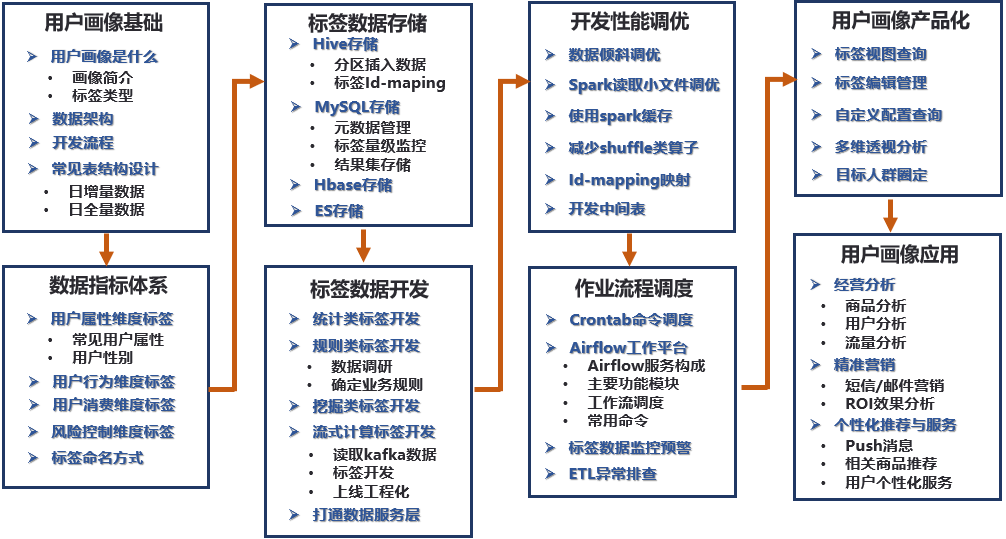 用户画像基础
用户画像是什么
画像简介
标签类型
数据架构
开发流程
常见表结构设计
日增量数据
日全量数据
数据指标体系
用户属性维度标签
常见用户属性
用户性别
用户行为维度标签
用户消费维度标签
风险控制维度标签
标签命名方式
标签数据存储
Hive存储
分区插入数据
标签Id-maping
MySQL存储
元数据管理
标签量级监控
结果集存储
Hbase存储
ES存储
标签数据开发
统计类标签开发
规则类标签开发
数据调研
确定业务规则
挖掘类标签开发
流式计算标签开发
读取kafka数据
标签开发
上线工程化
打通数据服务层
开发性能调优
数据倾斜调优
Spark读取小文件调优
使用spark缓存
减少shuffle类算子
Id-mapping映射
开发中间表
作业流程调度
Crontab命令调度
Airflow工作平台
Airflow服务构成
主要功能模块
工作流调度
常用命令
标签数据监控预警
ETL异常排查
用户画像产品化
标签视图查询
标签编辑管理
自定义配置查询
多维透视分析
目标人群圈定
用户画像应用
经营分析
商品分析
用户分析
流量分析
精准营销
短信/邮件营销
ROI效果分析
个性化推荐与服务
Push消息
相关商品推荐
用户个性化服务